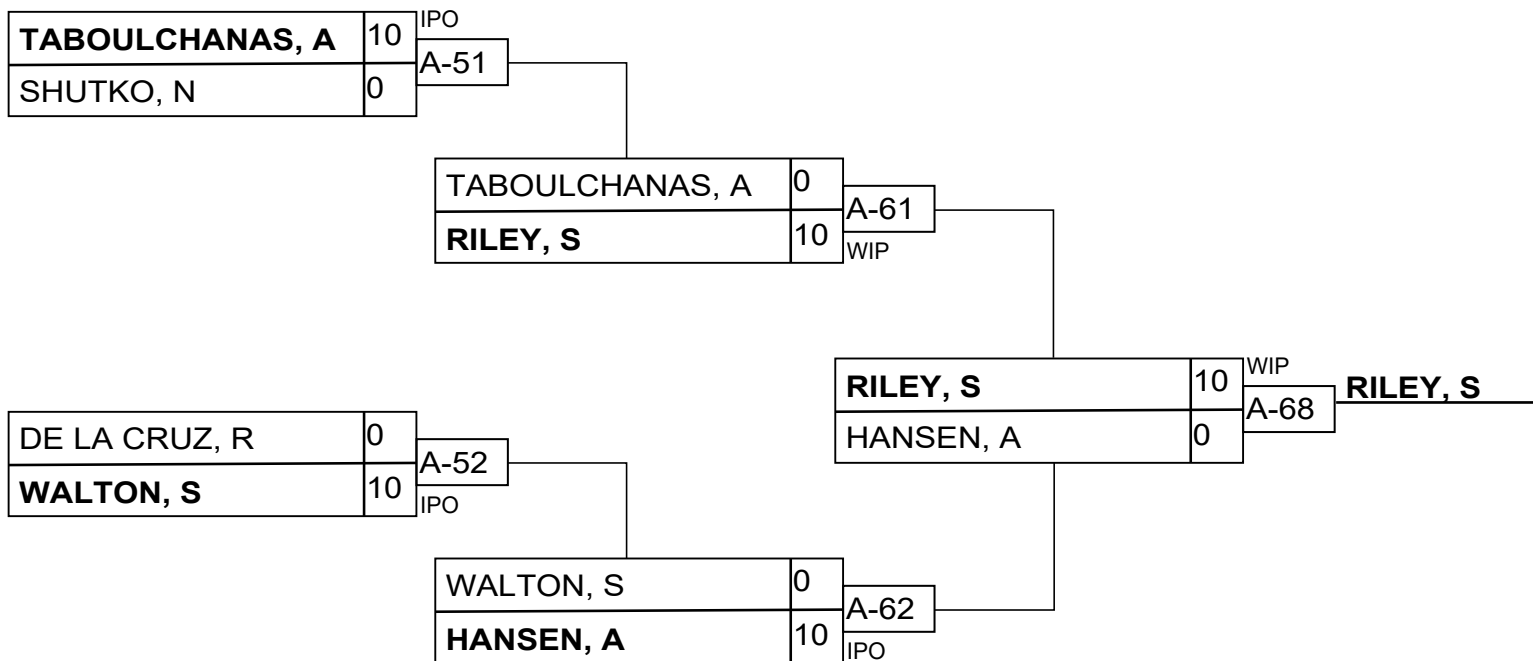 TABOULCHANAS, A 10 IPO
A-51
SHUTKO, N 0
TABOULCHANAS, A 0
A-61
RILEY, S 10 WIP
RILEY, S 10 WIP
A-68 RILEY, S
HANSEN, A 0
DE LA CRUZ, R 0
A-52
WALTON, S 10 IPO
WALTON, S 0
A-62
HANSEN, A 10 IPO